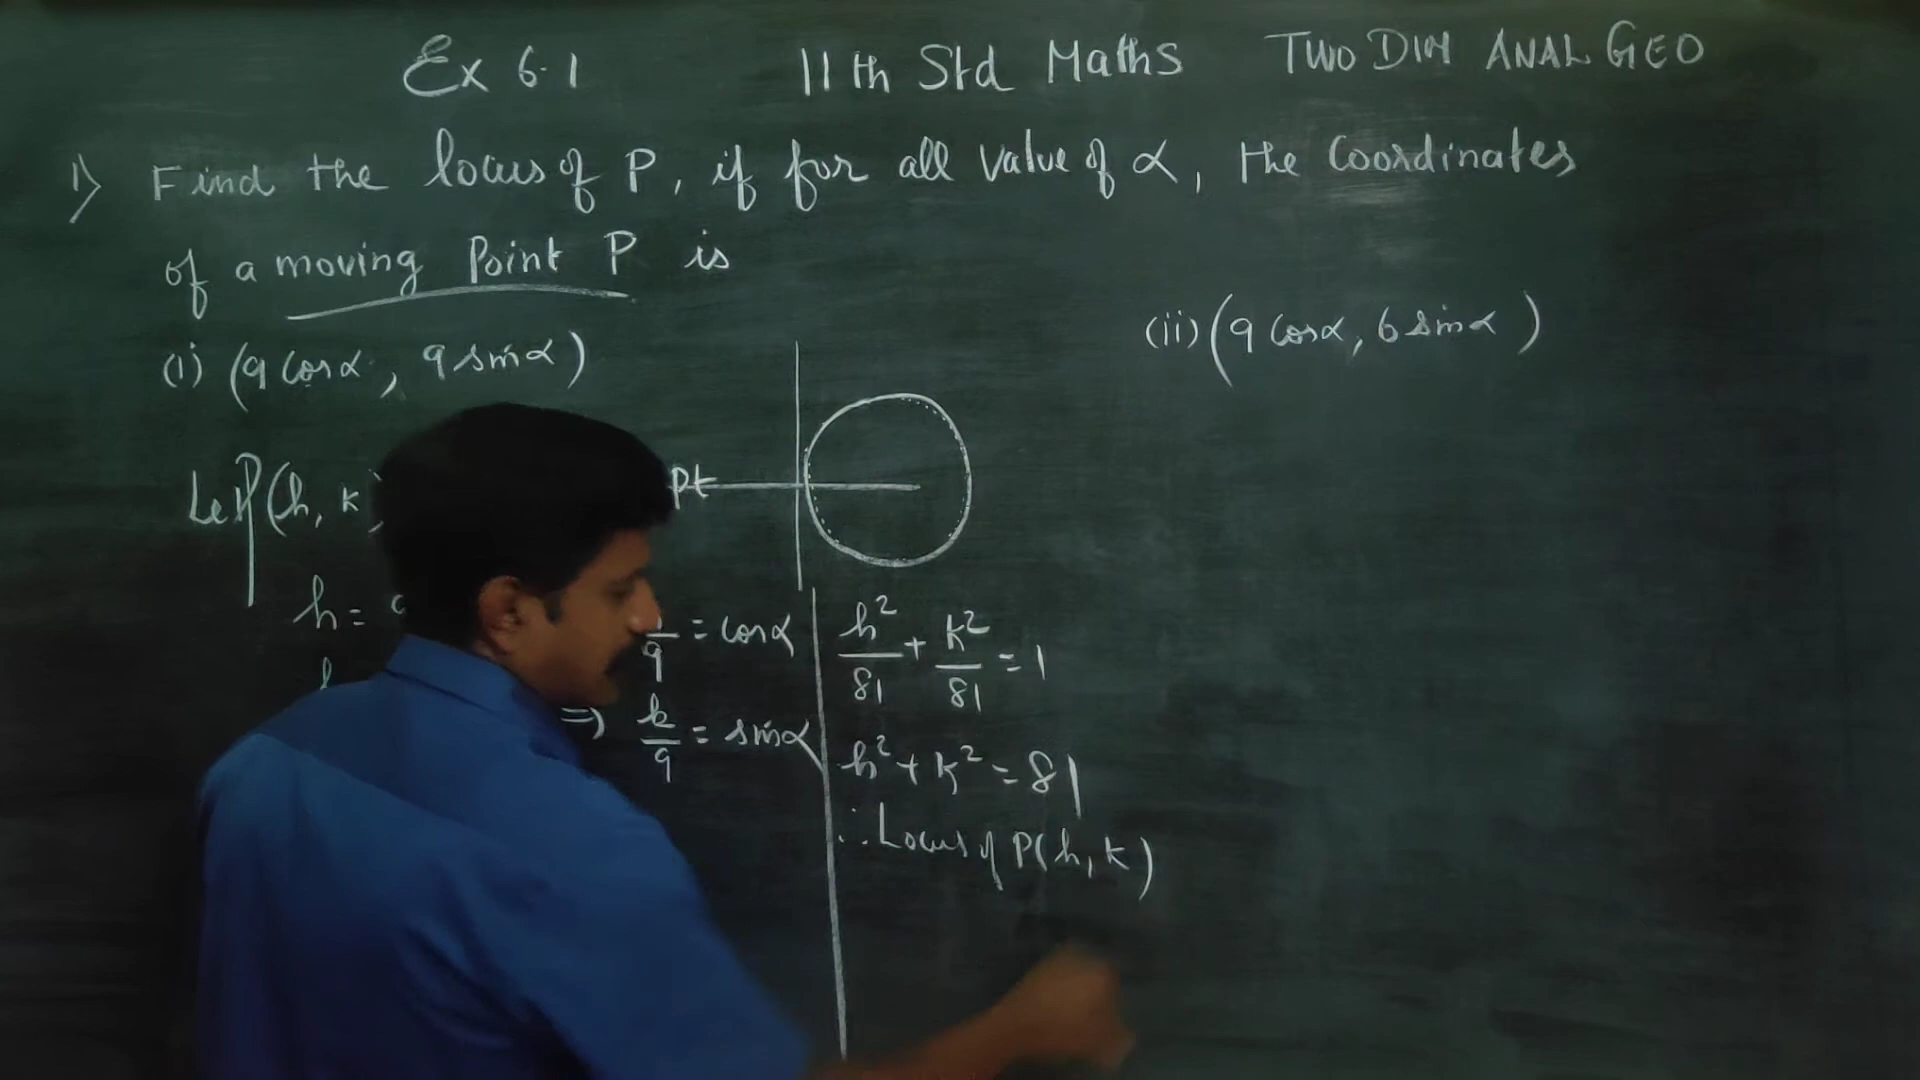 Ex 6.1 11th Std Maths TWO DIM ANAL GEO
1) Find the locus of P, if for all value of α, the Coordinates
of a moving Point P is
(i) (9 cosα, 9 sinα)
(ii) (9 cosα, 6 sinα)
Let P(h, k) pt
h =
9 = cosα
⇒ k/9 = sinα
h²/81 + k²/81 = 1
h² + k² = 81
∴ Locus of P(h, k)